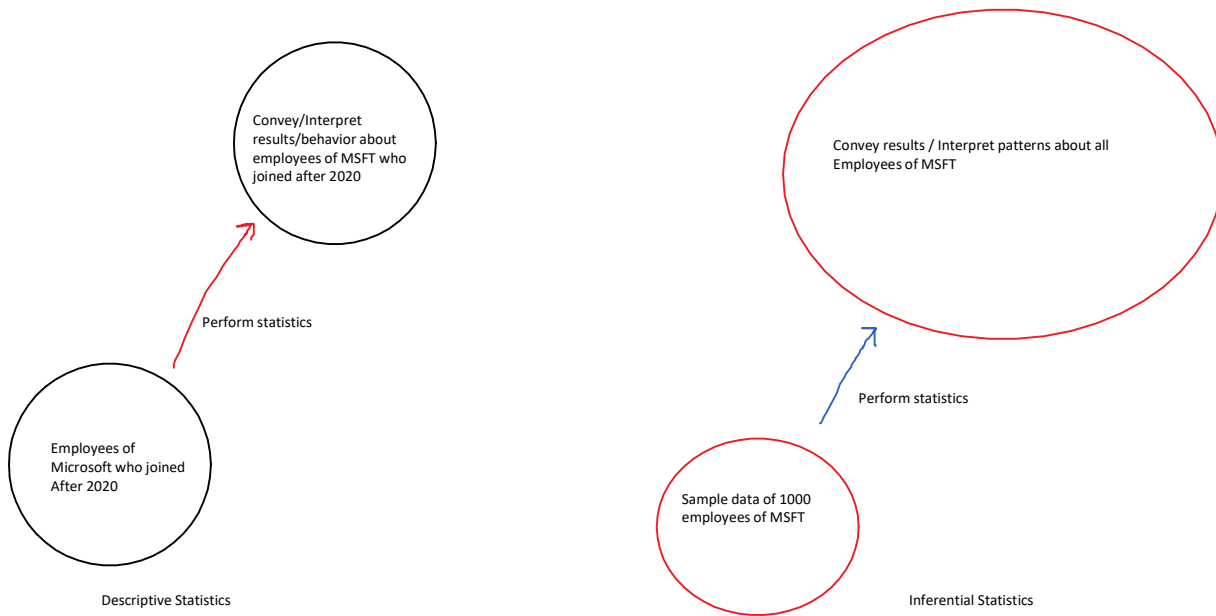 Convey/Interpret
results/behavior about
employees of MSFT who
joined after 2020
Perform statistics
Employees of
Microsoft who joined
After 2020
Descriptive Statistics
Convey results / Interpret patterns about all
Employees of MSFT
Perform statistics
Sample data of 1000
employees of MSFT
Inferential Statistics